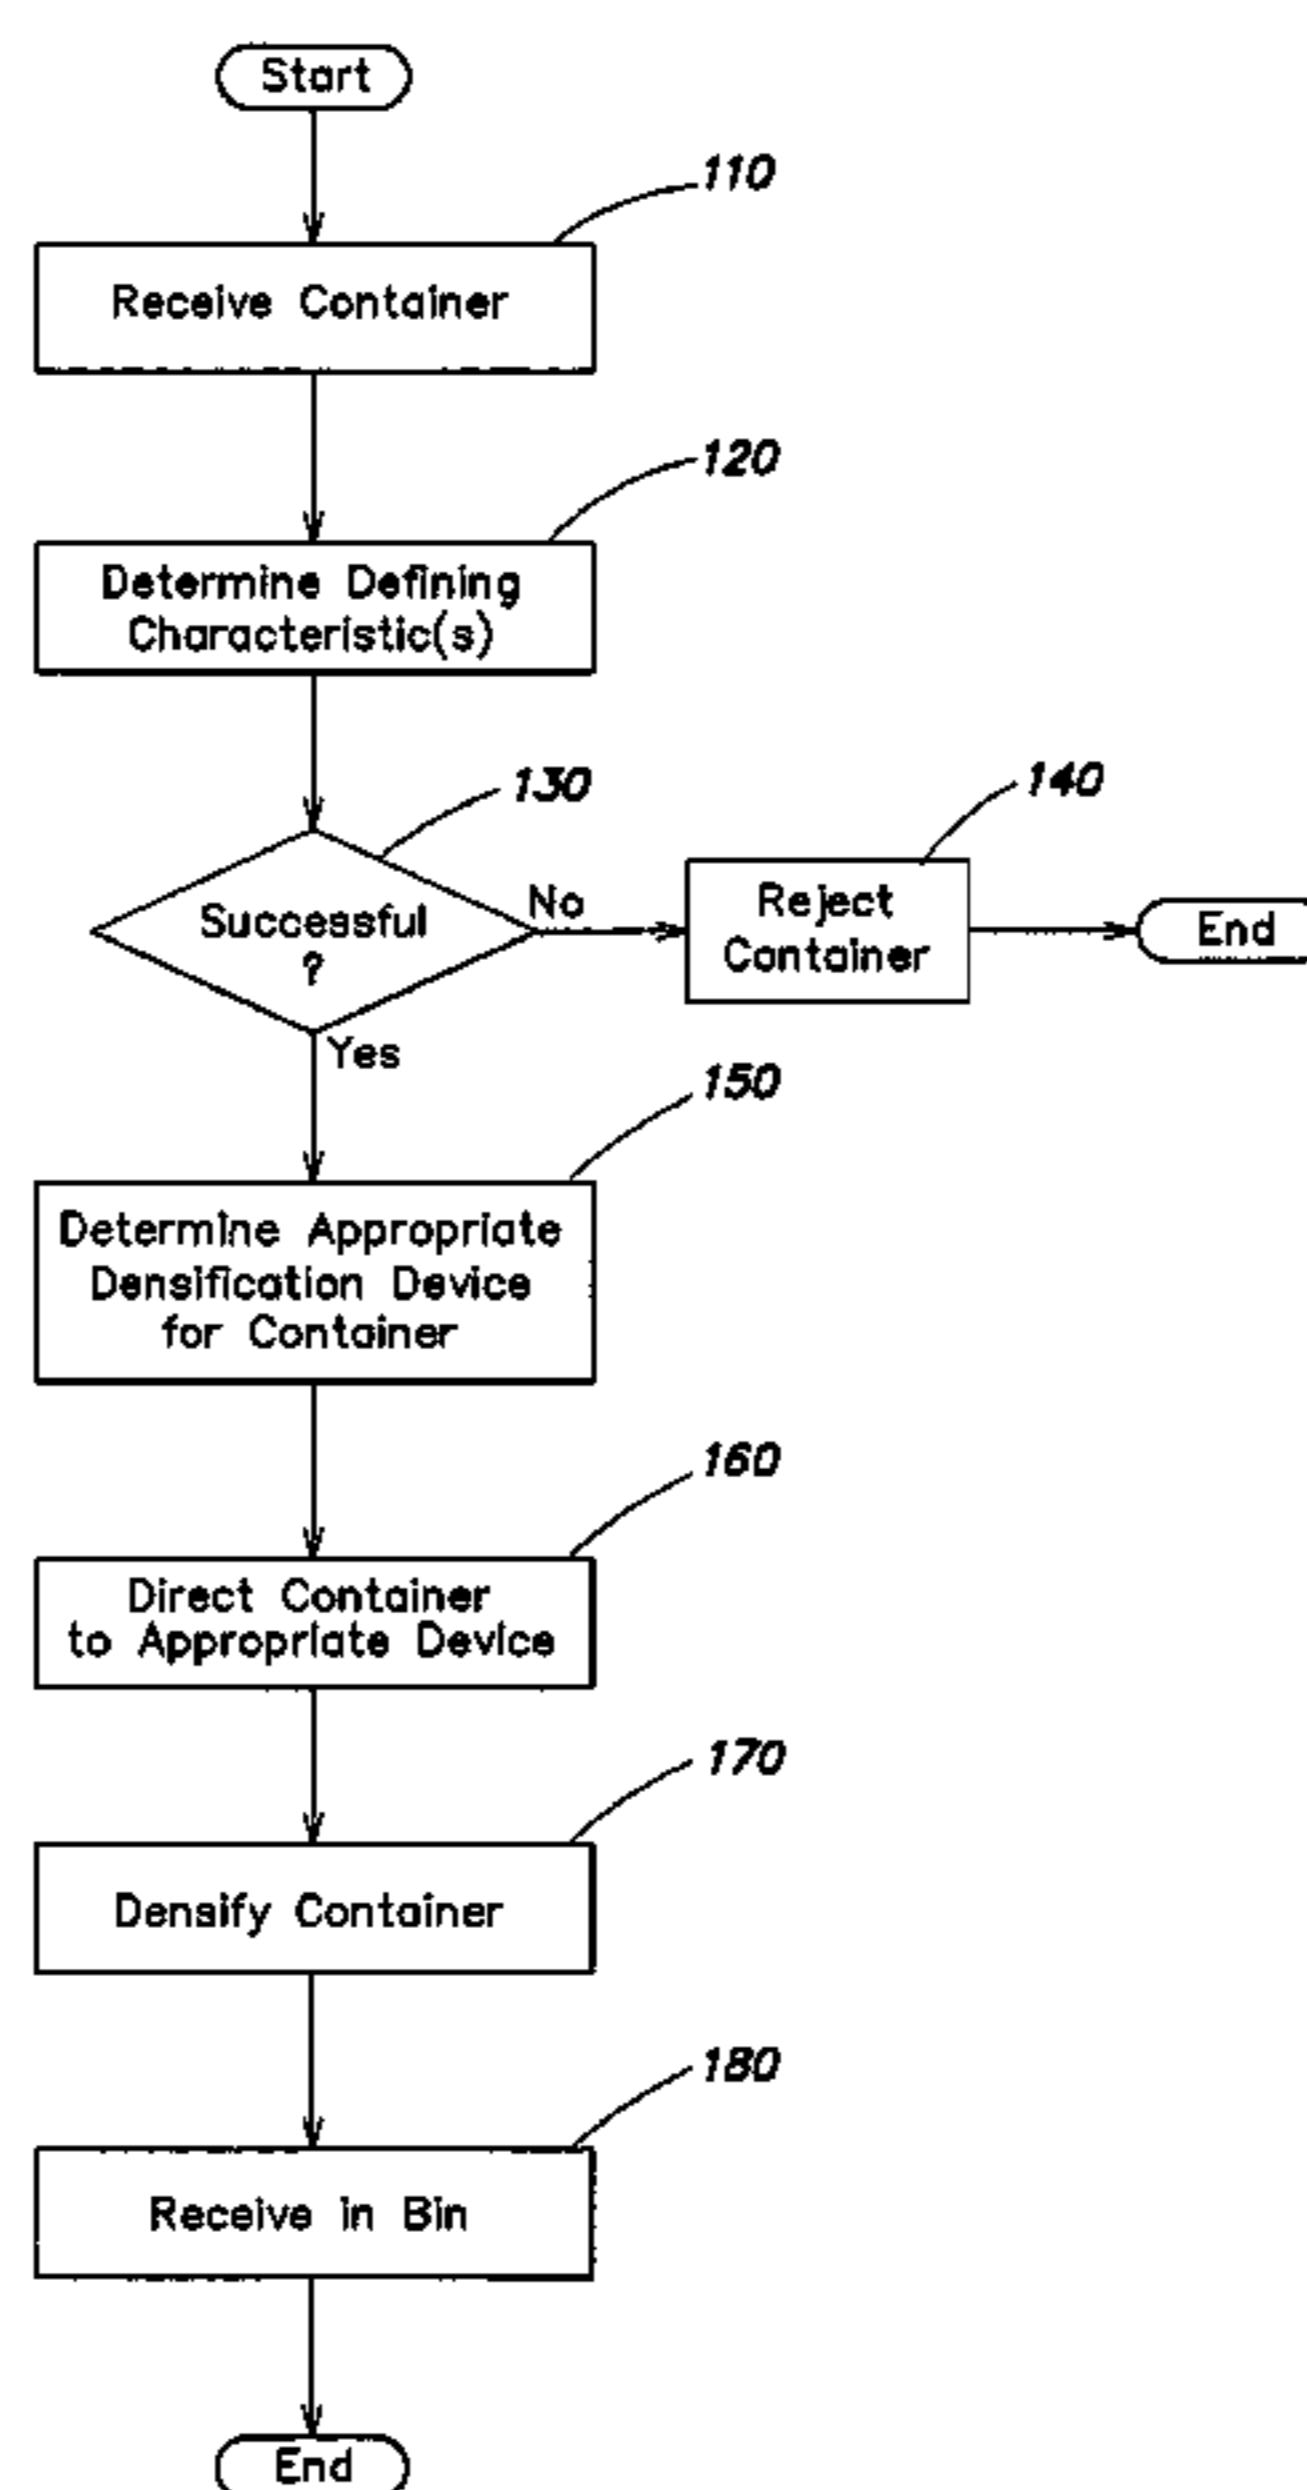 Start
110
Receive Container
120
Determine Defining
Characteristic(s)
130
140
Successful
?
No
Reject
Container
End
Yes
150
Determine Appropriate
Densification Device
for Container
160
Direct Container
to Appropriate Device
170
Densify Container
180
Receive in Bin
End